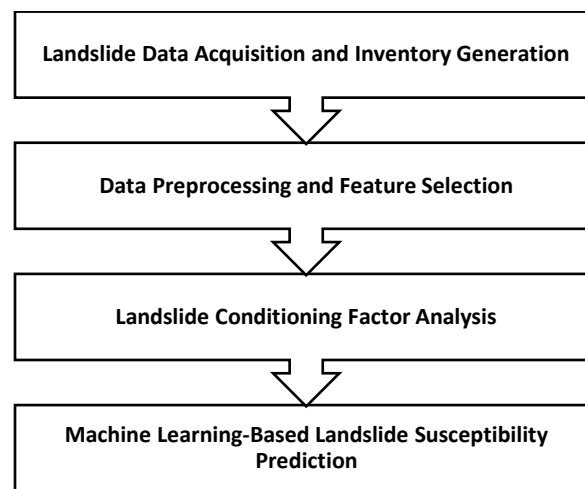 Landslide Data Acquisition and Inventory Generation
Data Preprocessing and Feature Selection
Landslide Conditioning Factor Analysis
Machine Learning-Based Landslide Susceptibility
Prediction